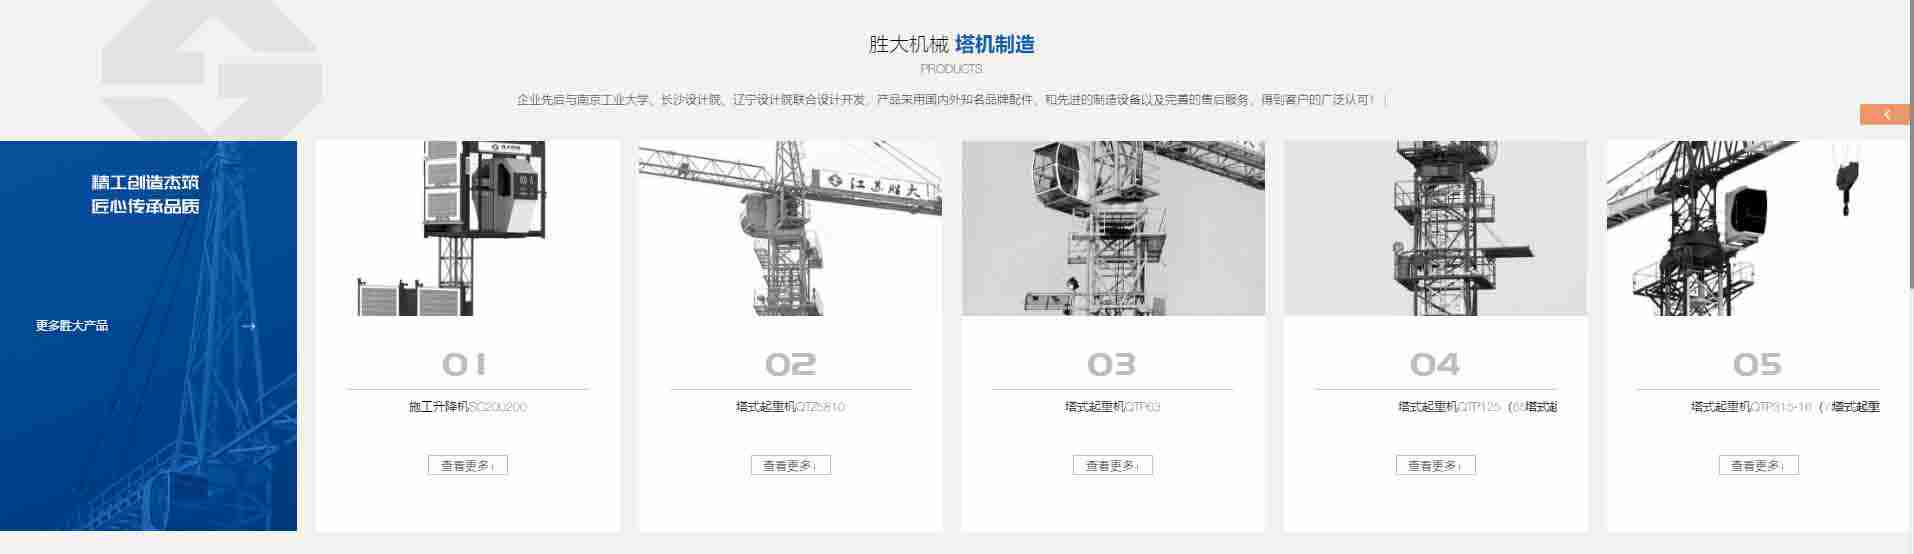 胜大机械 塔机制造
PRODUCTS
企业先后与南京工业大学、长沙设计院、辽宁设计院联合设计开发，产品采用国内外知名品牌配件、和先进的制造设备以及完善的售后服务，得到客户的广泛认可！
精工创造杰筑
匠心传承品质
更多胜大产品
江苏胜大
01
施工升降机SC200200
查看更多
02
塔式起重机QTZ5810
查看更多
03
塔式起重机QTP63
查看更多
04
塔式起重机QTP125（65塔式起
查看更多
05
塔式起重机QTP315-16（7塔式起重
查看更多